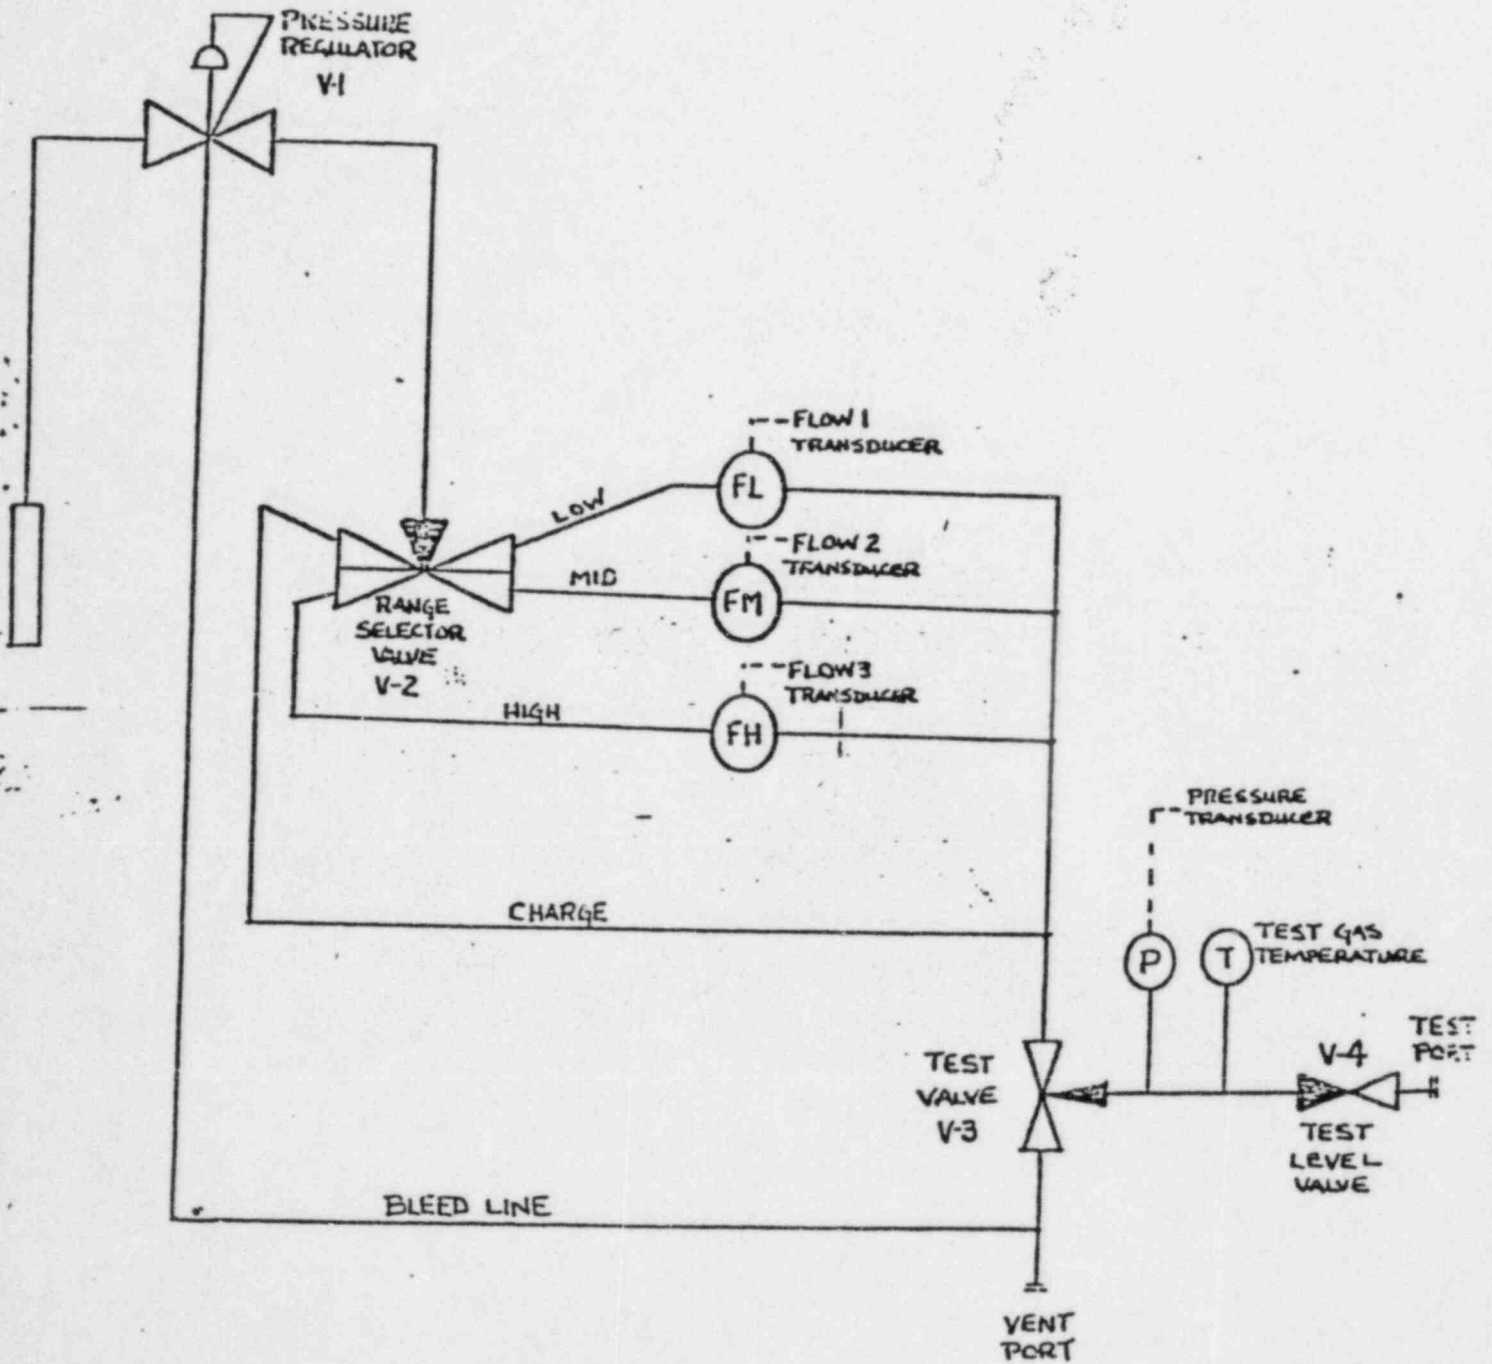 PRESSURE
REGULATOR
V-1
FLOW 1
TRANSDUCER
LOW
FL
FLOW 2
TRANSDUCER
MID
FM
RANGE
SELECTOR
VALVE
V-2
FLOW 3
TRANSDUCER
HIGH
FH
PRESSURE
TRANSDUCER
CHARGE
P
T
TEST GAS
TEMPERATURE
TEST
PORT
V-4
TEST
VALVE
V-3
TEST
LEVEL
VALVE
BLEED LINE
VENT
PORT